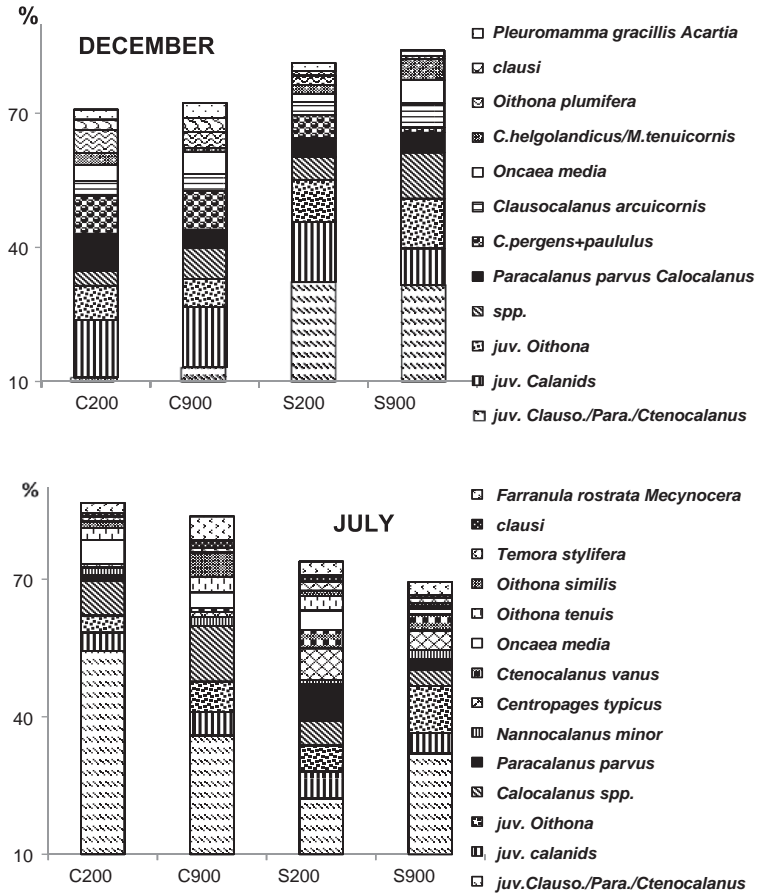 %
DECEMBER
70
40
10
C200 C900 S200 S900
Pleuromamma gracillis Acartia
clausi
Oithona plumifera
C.helgolandicus/M.tenuicornis
Oncaea media
Clausocalanus arcuicornis
C.pergens+paululus
Paracalanus parvus Calocalanus
spp.
juv. Oithona
juv. Calanids
juv. Clauso./Para./Ctenocalanus
%
JULY
70
40
10
C200 C900 S200 S900
Farranula rostrata Mecynocera
clausi
Temora stylifera
Oithona similis
Oithona tenuis
Oncaea media
Ctenocalanus vanus
Centropages typicus
Nannocalanus minor
Paracalanus parvus
Calocalanus spp.
juv. Oithona
juv. calanids
juv.Clauso./Para./Ctenocalanus